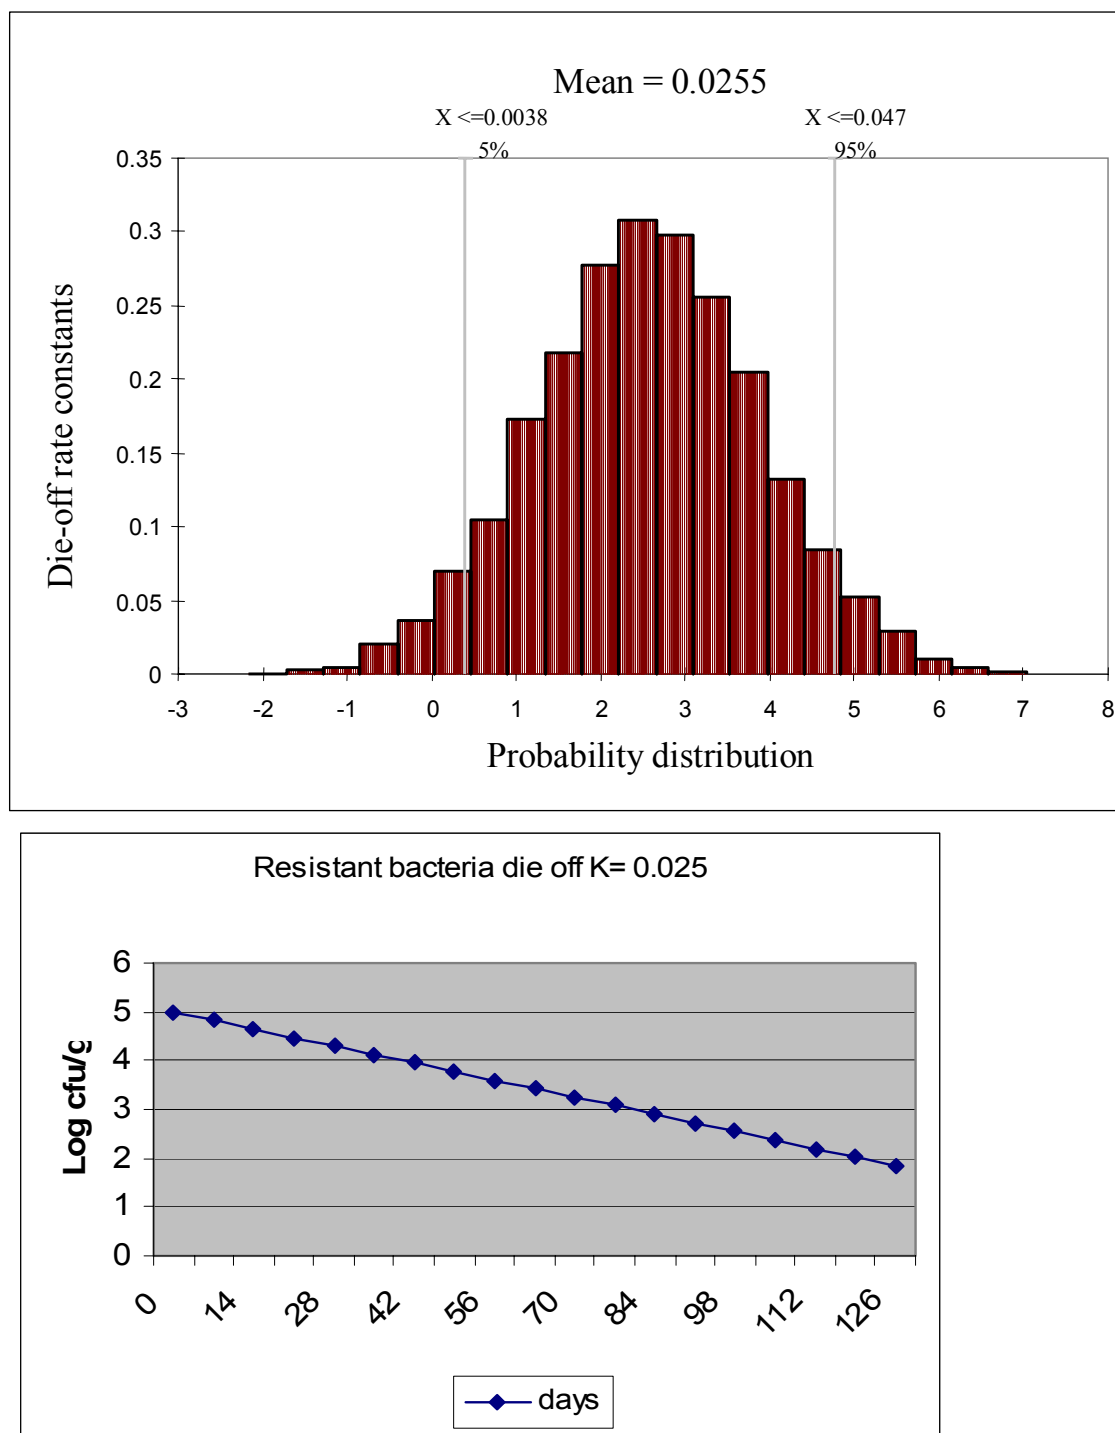 Mean = 0.0255
X <=0.0038 X <=0.047
5% 95%
0.35
0.3
0.25
0.2
0.15
0.1
0.05
0
Die-off rate constants
-3 -2 -1 0 1 2 3 4 5 6 7 8
Probability distribution
Resistant bacteria die off K= 0.025
6
5
4
3
2
1
0
Log cfu/g
0 14 28 42 56 70 84 98 112 126
days